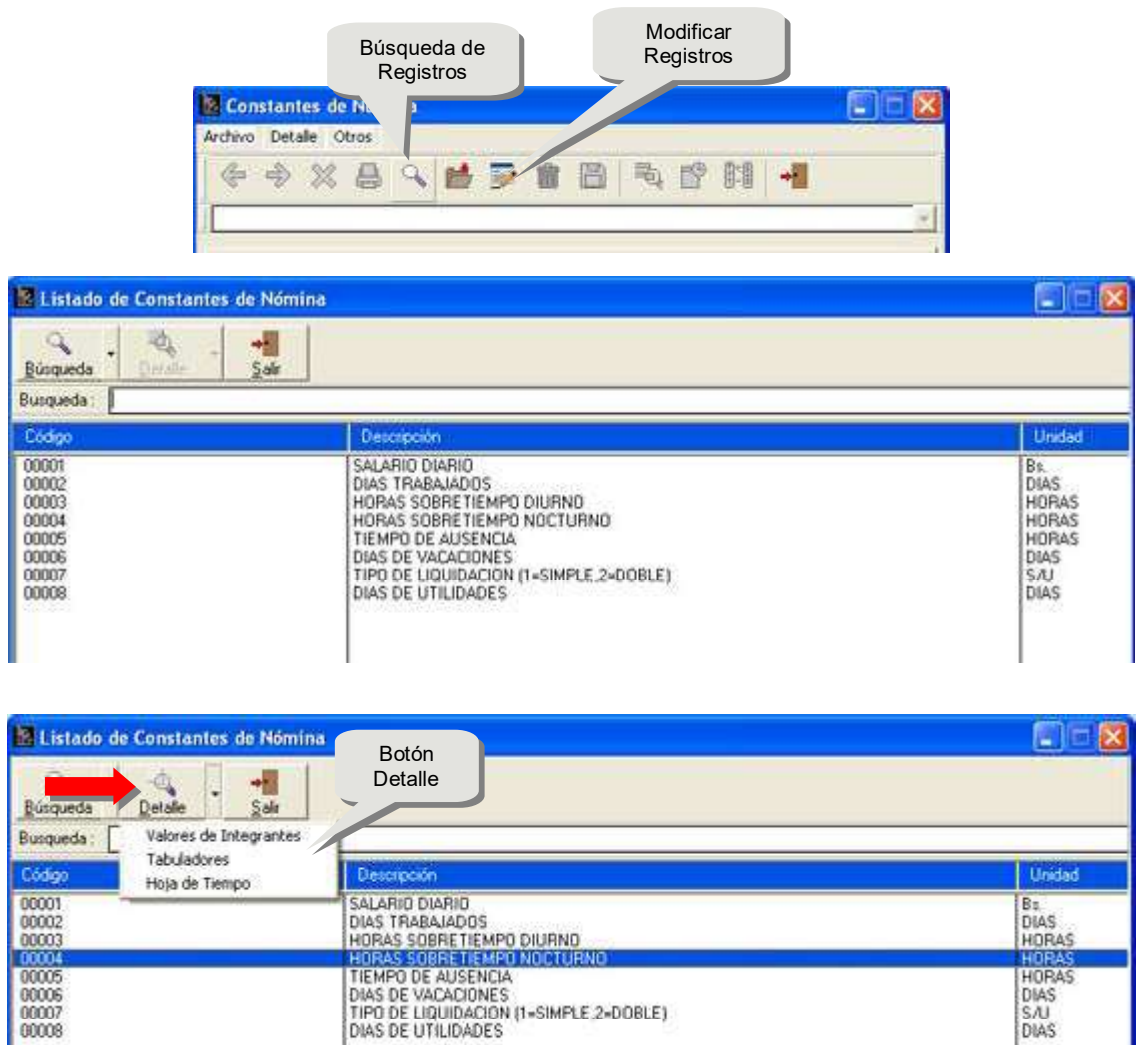 Búsqueda de
Registros
Modificar
Registros
Constantes de
Archivo Detalle Otros
Listado de Constantes de Nómina
Búsqueda Detalle Salir
Busqueda :
Código Descripción Unidad
00001 SALARIO DIARIO Bs.
00002 DIAS TRABAJADOS DIAS
00003 HORAS SOBRETIEMPO DIURNO HORAS
00004 HORAS SOBRETIEMPO NOCTURNO HORAS
00005 TIEMPO DE AUSENCIA HORAS
00006 DIAS DE VACACIONES DIAS
00007 TIPO DE LIQUIDACION (1=SIMPLE,2=DOBLE) S/U
00008 DIAS DE UTILIDADES DIAS
Listado de Constantes de Nómina
Botón
Detalle
Búsqueda Detalle Salir
Busqueda :
Valores de Integrantes
Tabuladores
Hoja de Tiempo
Código Descripción Unidad
00001 SALARIO DIARIO Bs.
00002 DIAS TRABAJADOS DIAS
00003 HORAS SOBRETIEMPO DIURNO HORAS
00004 HORAS SOBRETIEMPO NOCTURNO HORAS
00005 TIEMPO DE AUSENCIA HORAS
00006 DIAS DE VACACIONES DIAS
00007 TIPO DE LIQUIDACION (1=SIMPLE,2=DOBLE) S/U
00008 DIAS DE UTILIDADES DIAS